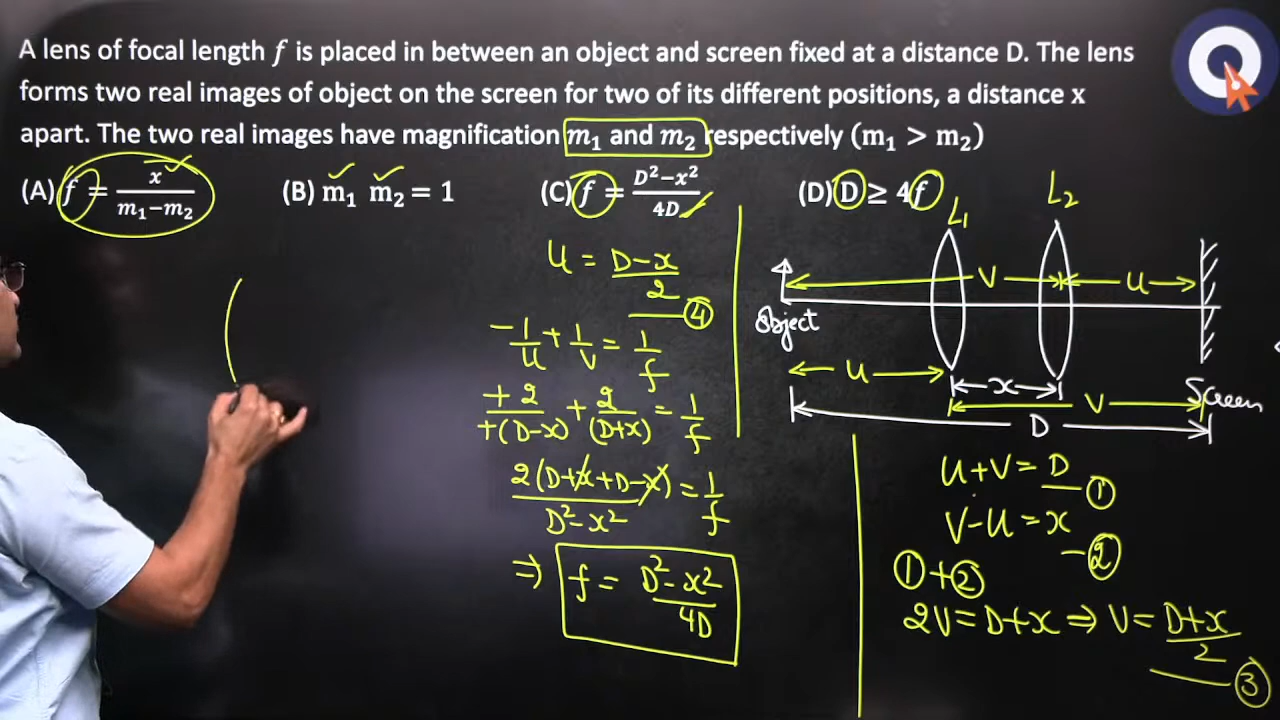 A lens of focal length f is placed in between an object and screen fixed at a distance D. The lens
forms two real images of object on the screen for two of its different positions, a distance x
apart. The two real images have magnification m₁ and m₂ respectively (m₁ > m₂)
(A) f = x/(m₁−m₂) (B) m₁ m₂ = 1 (C) f = (D²−x²)/4D (D) D ≥ 4f
L₁ L₂
V u
Object
u
x
Screen
V
D
u = (D−x)/2
④
−1/u + 1/v = 1/f
+2/+(D−x) + 2/(D+x) = 1/f
2(D+x+D−x)/(D²−x²) = 1/f
⇒ f = (D²−x²)/4D
u+v = D
①
v−u = x
−②
①+②
2v = D+x ⇒ v = (D+x)/2
③